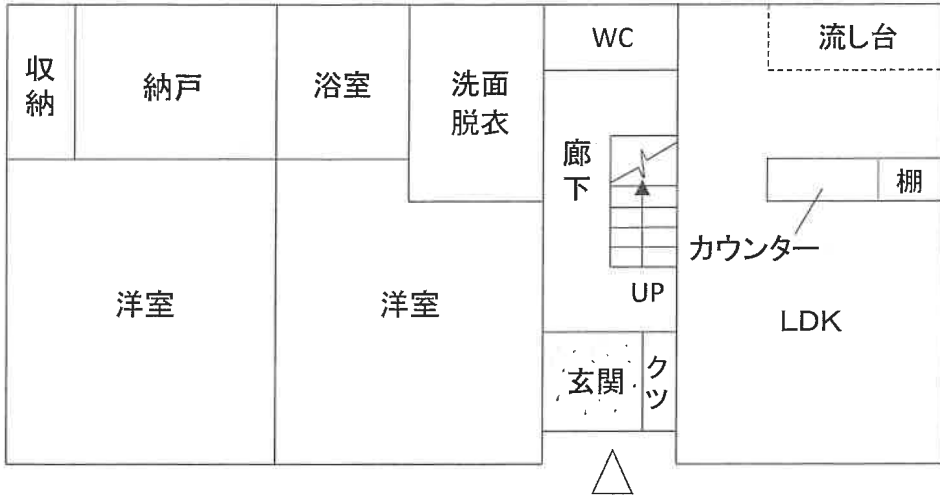 収
納
納戸
浴室
洗面
脱衣
WC
流し台
廊
下
棚
カウンター
洋室
洋室
UP
LDK
玄関
ク
ツ